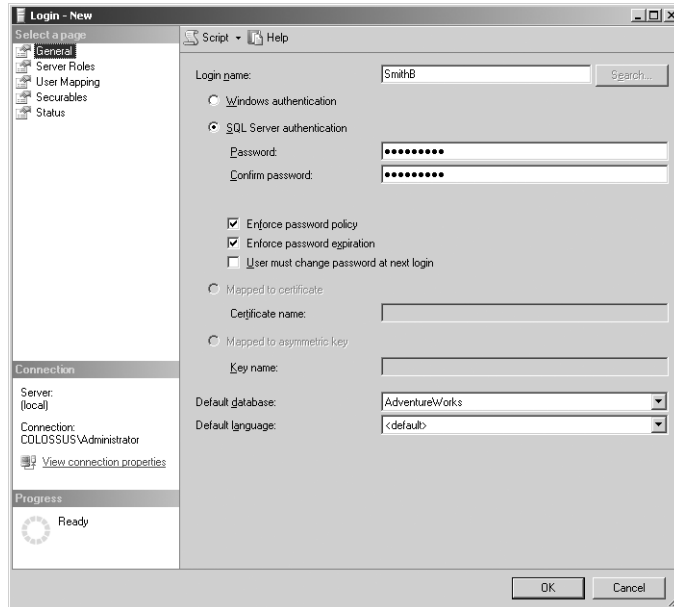 Login - New
Select a page
General
Server Roles
User Mapping
Securables
Status
Script
Help
Login name:
SmithB
Search...
Windows authentication
SQL Server authentication
Password:
●●●●●●●●●
Confirm password:
●●●●●●●●●
Enforce password policy
Enforce password expiration
User must change password at next login
Mapped to certificate
Certificate name:
Mapped to asymmetric key
Key name:
Default database:
AdventureWorks
Default language:
<default>
Connection
Server:
(local)
Connection:
COLOSSUS\Administrator
View connection properties
Progress
Ready
OK
Cancel